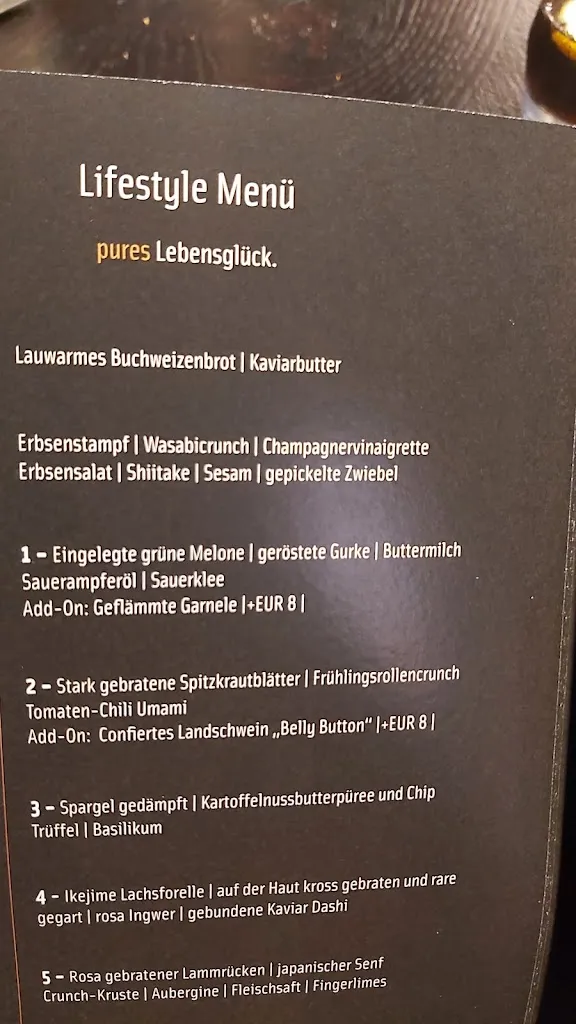 Lifestyle Menü
pures Lebensglück.
Lauwarmes Buchweizenbrot | Kaviarbutter
Erbsenstampf | Wasabicrunch | Champagnervinaigrette
Erbsensalat | Shiitake | Sesam | gepickelte Zwiebel
1 – Eingelegte grüne Melone | geröstete Gurke | Buttermilch
Sauerampferöl | Sauerklee
Add-On: Geflämmte Garnele |+EUR 8 |
2 – Stark gebratene Spitzkrautblätter | Frühlingsrollencrunch
Tomaten-Chili Umami
Add-On: Confiertes Landschwein „Belly Button“ |+EUR 8 |
3 – Spargel gedämpft | Kartoffelnussbutterpüree und Chip
Trüffel | Basilikum
4 – Ikejime Lachsforelle | auf der Haut kross gebraten und rare
gegart | rosa Ingwer | gebundene Kaviar Dashi
5 – Rosa gebratener Lammrücken | japanischer Senf
Crunch-Kruste | Aubergine | Fleischsaft | Fingerlimes